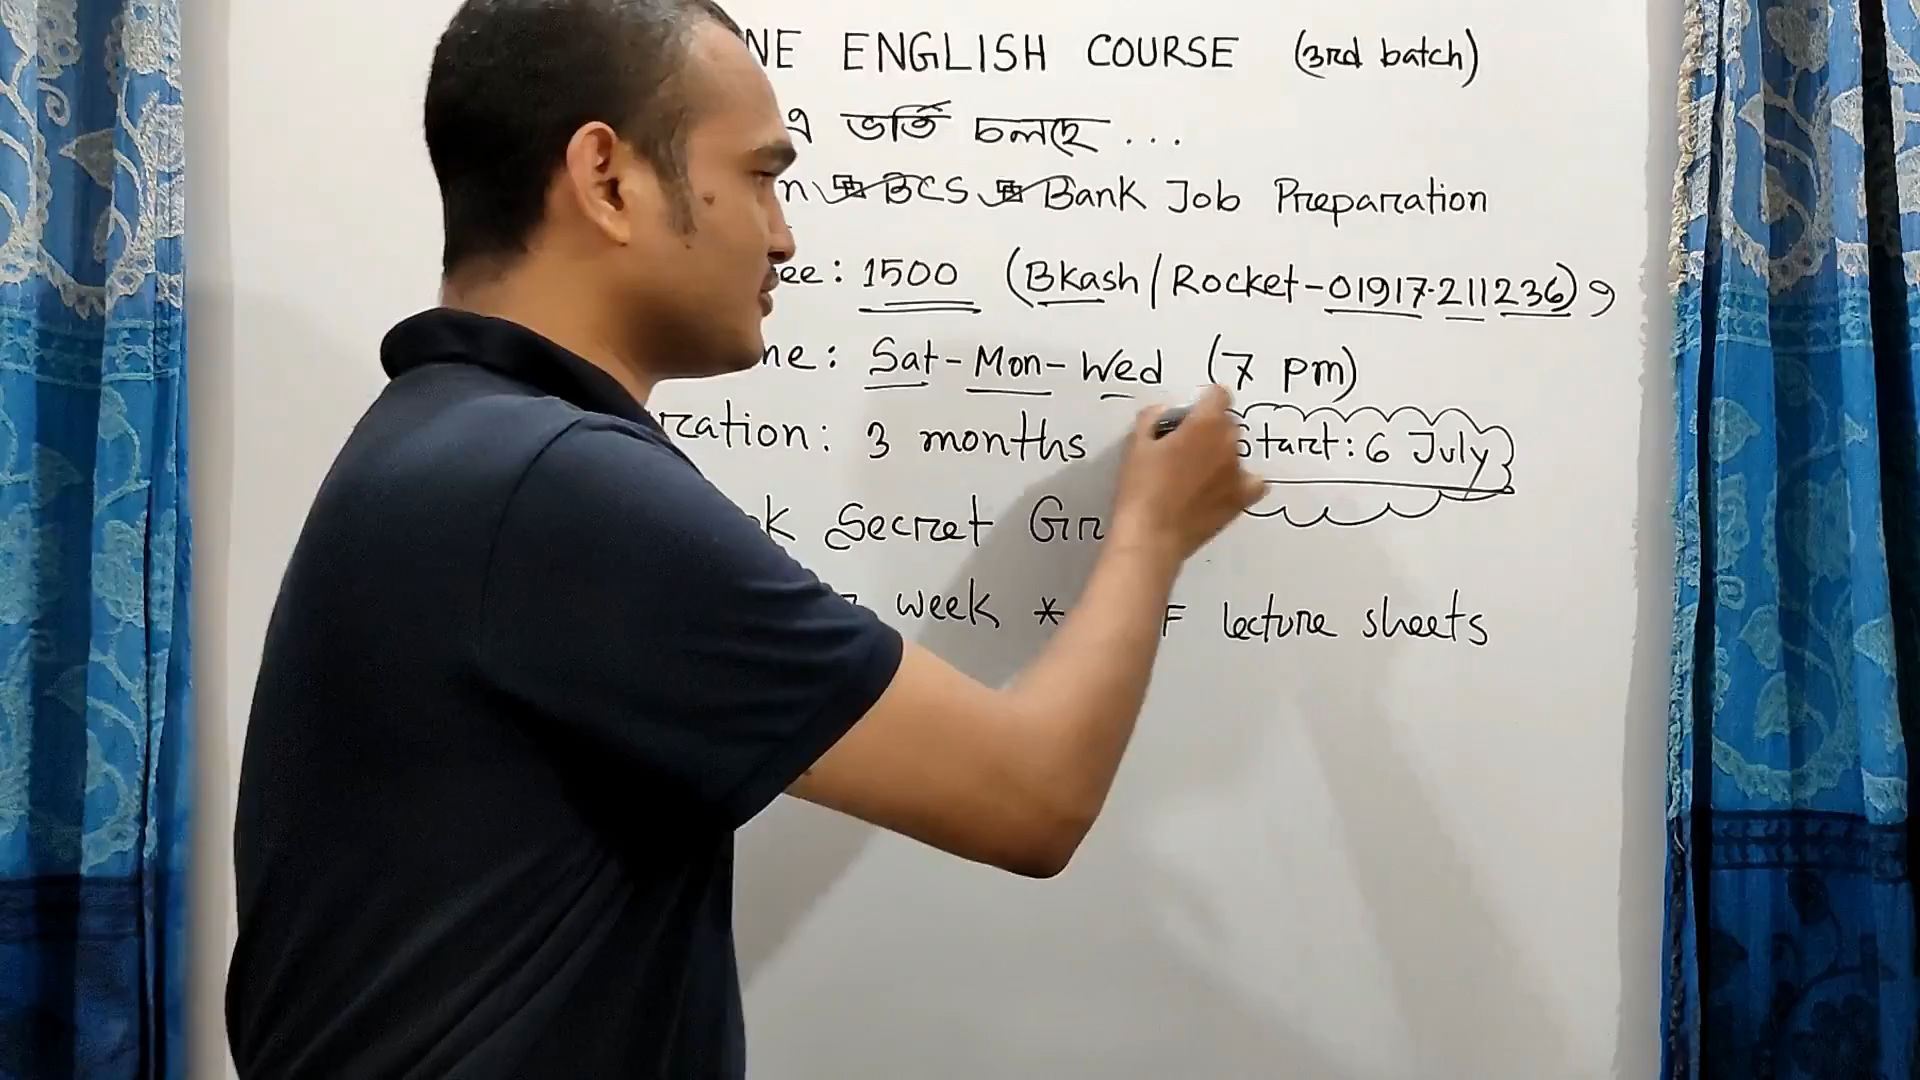 NE ENGLISH COURSE (3rd batch)
এ ভর্তি চলছে ...
n BCS Bank Job Preparation
ee: 1500 (BKash/Rocket-01917-211236)
me: Sat-Mon-Wed (7 pm)
ration: 3 months Start: 6 July
k Secret Gr
week * F lecture sheets